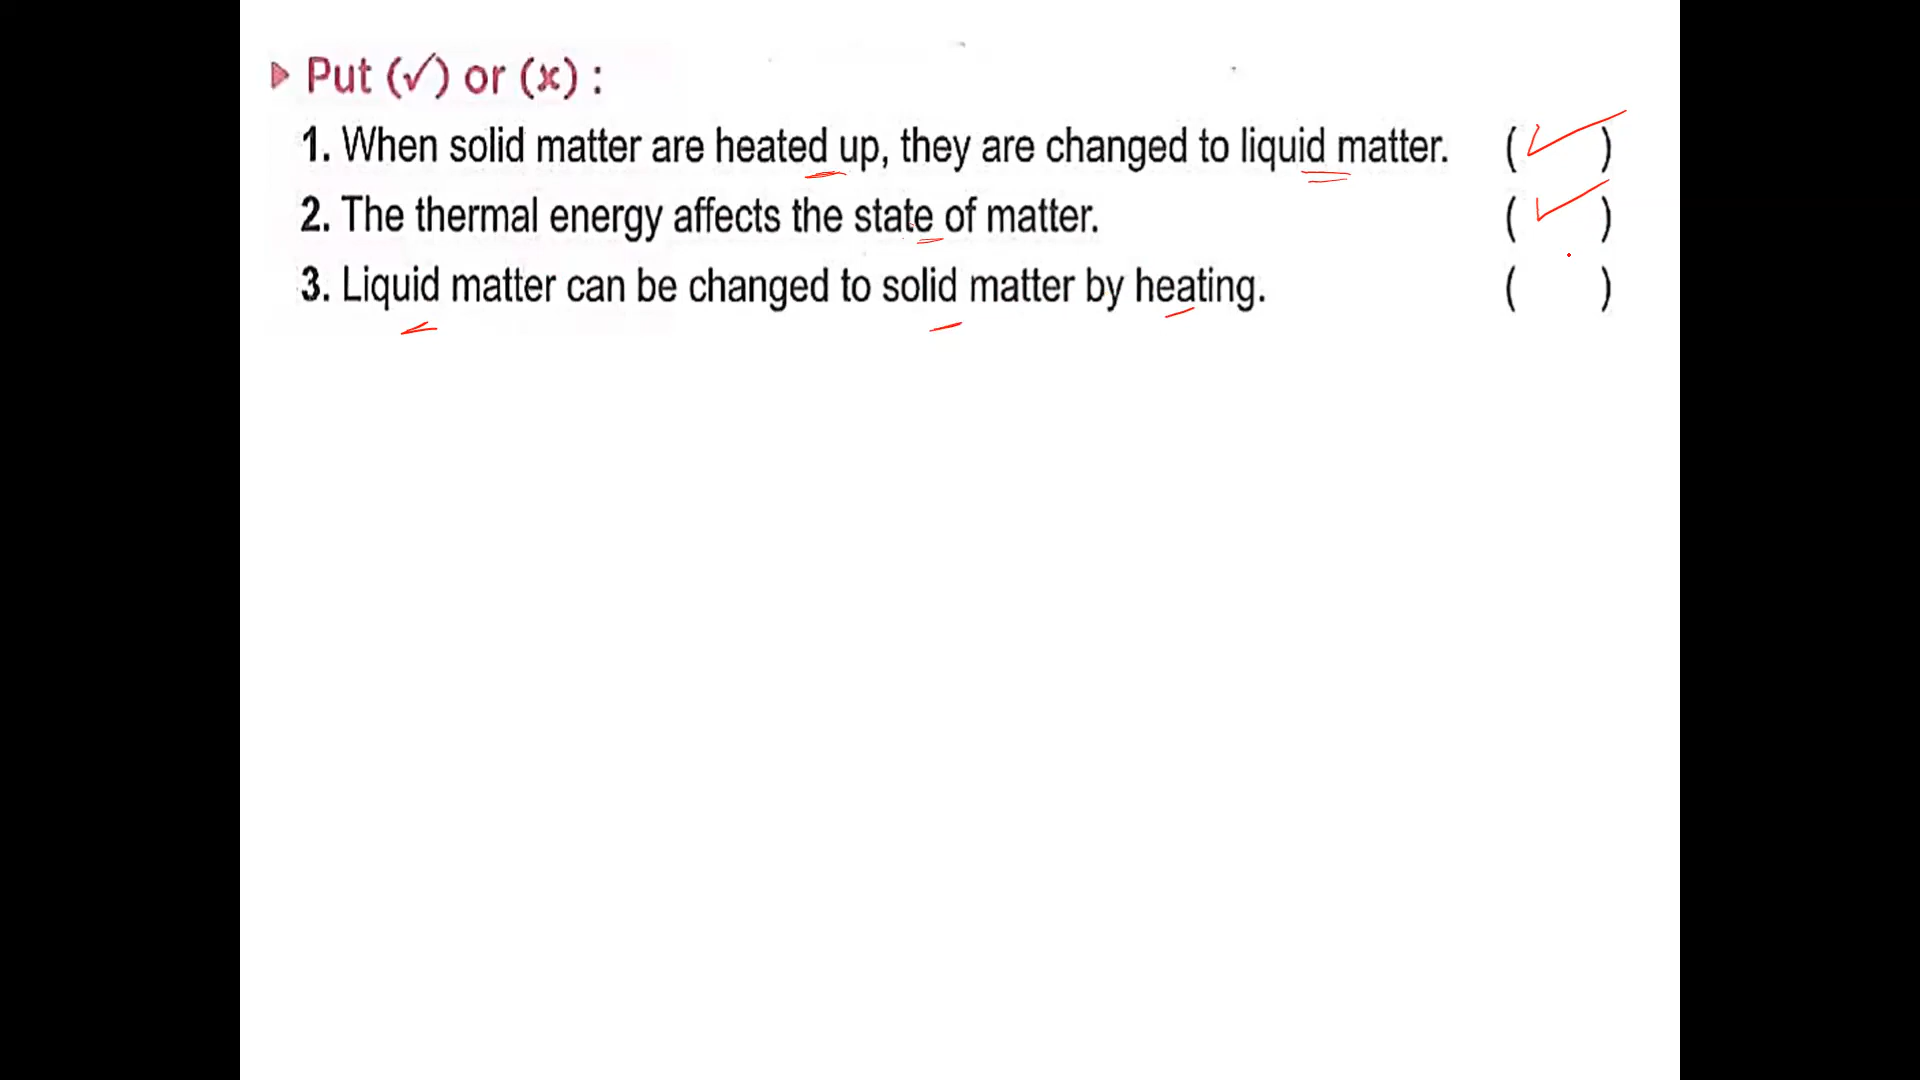 Put (✓) or (x) :
1. When solid matter are heated up, they are changed to liquid matter. ( ✓ )
2. The thermal energy affects the state of matter. ( ✓ )
3. Liquid matter can be changed to solid matter by heating. ( )